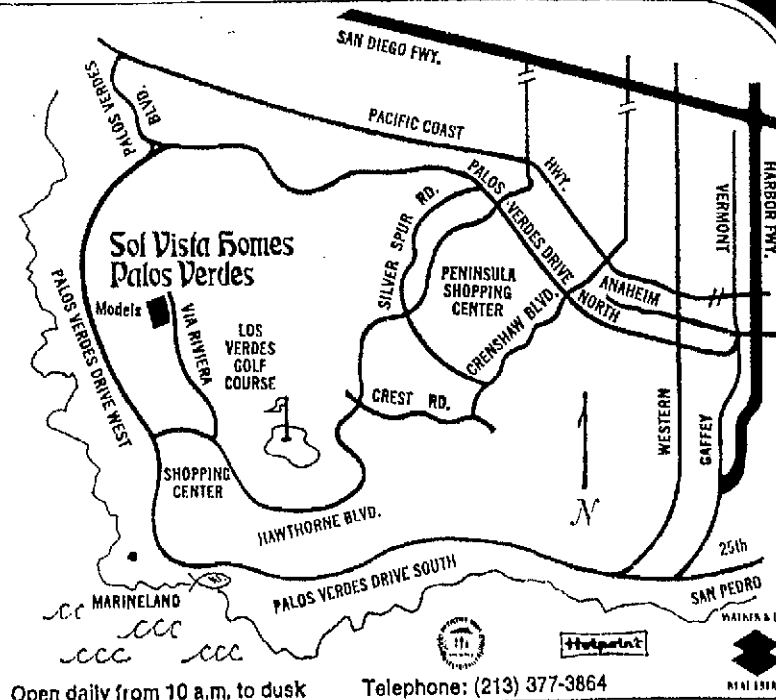 SAN DIEGO FWY.
PALOS VERDES
BLVD.
PACIFIC COAST
HWY.
HARBOR FWY.
VERMONT
PALOS VERDES DRIVE
NORTH
SILVER SPUR RD.
Sol Vista Homes
Palos Verdes
Models
VIA RIVIERA
PENINSULA
SHOPPING
CENTER
ANAHEIM
LOS
VERDES
GOLF
COURSE
CRENSHAW BLVD.
PALOS VERDES DRIVE WEST
CREST RD.
WESTERN
GAFFEY
SHOPPING
CENTER
N
HAWTHORNE BLVD.
25th
PALOS VERDES DRIVE SOUTH
SAN PEDRO
MARINELAND
Hotpoint
Open daily from 10 a.m. to dusk
Telephone: (213) 377-3864